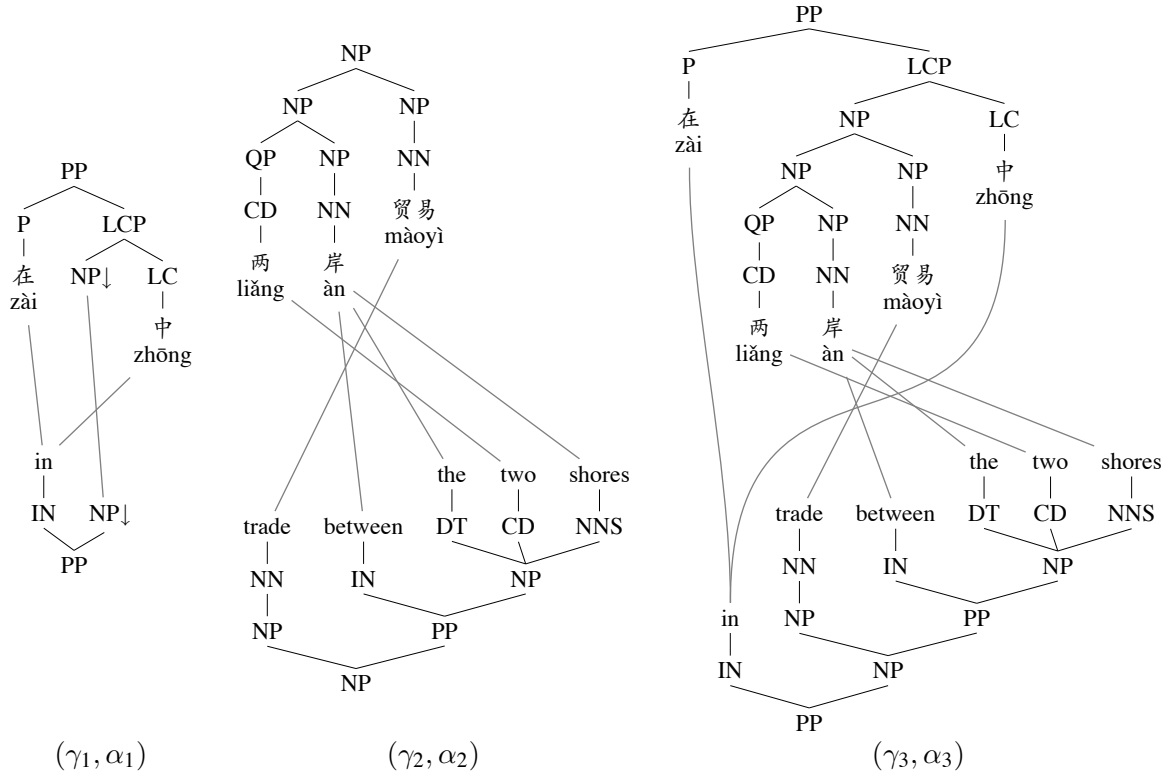 PP
P LCP
在 NP↓ LC
zài
中
zhōng
in
IN NP↓
PP
(γ₁, α₁)
NP
NP NP
QP NP NN
CD NN 贸易
màoyì
两 岸
liǎng àn
the two shores
trade between DT CD NNS
NN IN NP
NP PP
NP
(γ₂, α₂)
PP
P LCP
在 NP LC
zài
NP NP 中
zhōng
QP NP NN
CD NN 贸易
màoyì
两 岸
liǎng àn
the two shores
trade between DT CD NNS
NN IN NP
in NP PP
IN NP
PP
(γ₃, α₃)